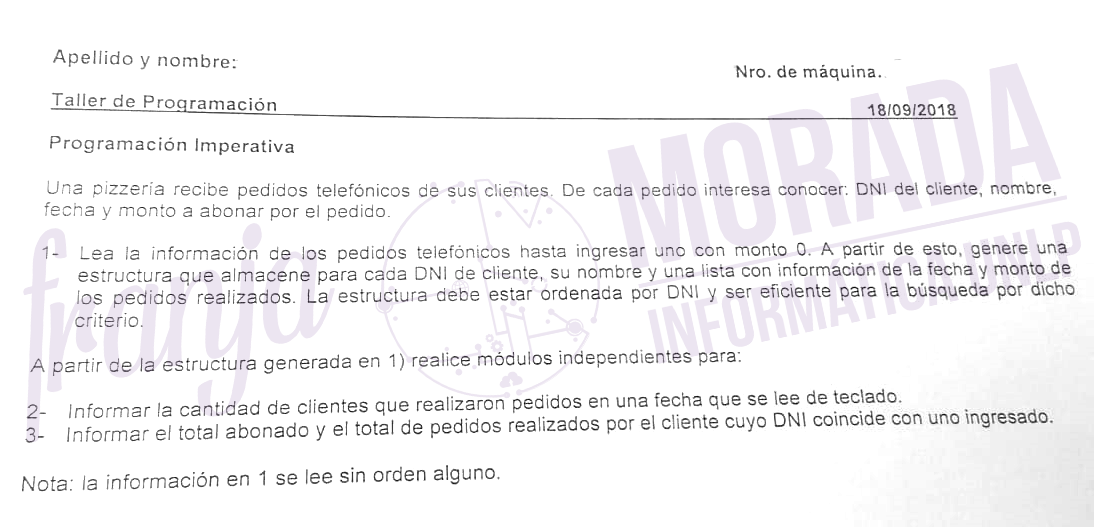 Apellido y nombre:
Nro. de máquina.
Taller de Programación
18/09/2018
Programación Imperativa
Una pizzería recibe pedidos telefónicos de sus clientes. De cada pedido interesa conocer: DNI del cliente, nombre,
fecha y monto a abonar por el pedido.
1- Lea la información de los pedidos telefónicos hasta ingresar uno con monto 0. A partir de esto, genere una
estructura que almacene para cada DNI de cliente, su nombre y una lista con información de la fecha y monto de
los pedidos realizados. La estructura debe estar ordenada por DNI y ser eficiente para la búsqueda por dicho
criterio.
A partir de la estructura generada en 1) realice módulos independientes para:
2- Informar la cantidad de clientes que realizaron pedidos en una fecha que se lee de teclado.
3- Informar el total abonado y el total de pedidos realizados por el cliente cuyo DNI coincide con uno ingresado.
Nota: la información en 1 se lee sin orden alguno.
franja
MORADA
INFORMÁTICA UNLP